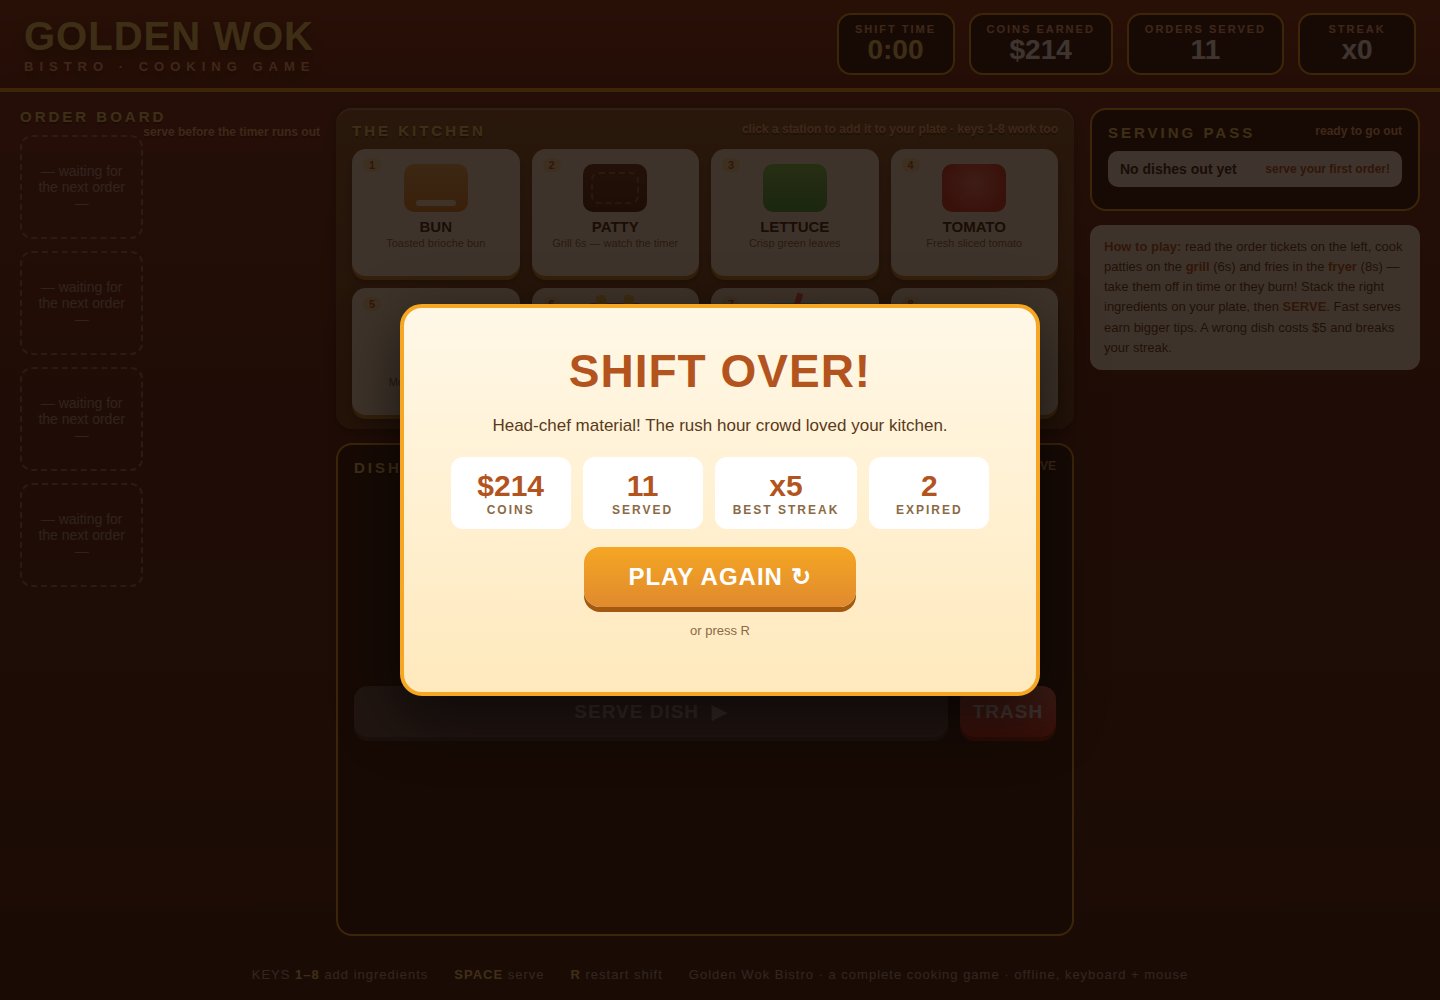 GOLDEN WOK
BISTRO · COOKING GAME
SHIFT TIME
0:00
COINS EARNED
$214
ORDERS SERVED
11
STREAK
x0
ORDER BOARD
serve before the timer runs out
— waiting for
the next order
—
— waiting for
the next order
—
— waiting for
the next order
—
— waiting for
the next order
—
THE KITCHEN
click a station to add it to your plate · keys 1-8 work too
1
BUN
Toasted brioche bun
2
PATTY
Grill 6s — watch the timer
3
LETTUCE
Crisp green leaves
4
TOMATO
Fresh sliced tomato
5
SHIFT OVER!
Head-chef material! The rush hour crowd loved your kitchen.
$214
COINS
11
SERVED
x5
BEST STREAK
2
EXPIRED
PLAY AGAIN ↻
or press R
DISH
SERVE DISH ▶
TRASH
SERVING PASS
ready to go out
No dishes out yet
serve your first order!
How to play: read the order tickets on the left, cook
patties on the grill (6s) and fries in the fryer (8s) —
take them off in time or they burn! Stack the right
ingredients on your plate, then SERVE. Fast serves
earn bigger tips. A wrong dish costs $5 and breaks
your streak.
KEYS 1–8 add ingredients SPACE serve R restart shift Golden Wok Bistro · a complete cooking game · offline, keyboard + mouse